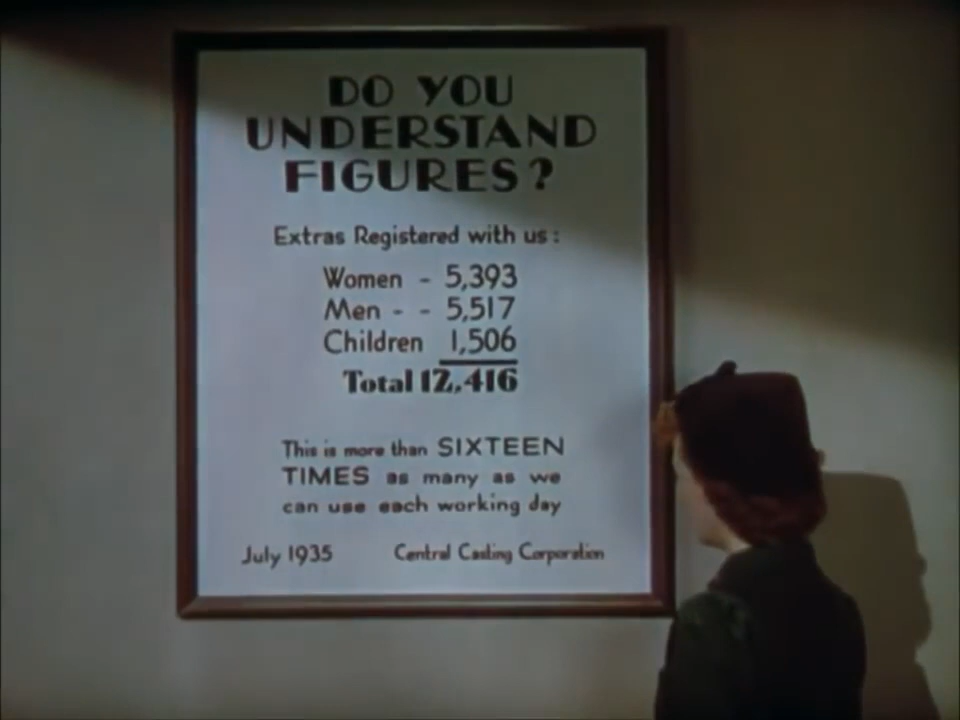 DO YOU
UNDERSTAND
FIGURES?
Extras Registered with us:
Women - 5,393
Men - - 5,517
Children 1,506
Total 12,416
This is more than SIXTEEN
TIMES as many as we
can use each working day
July 1935 Central Casting Corporation